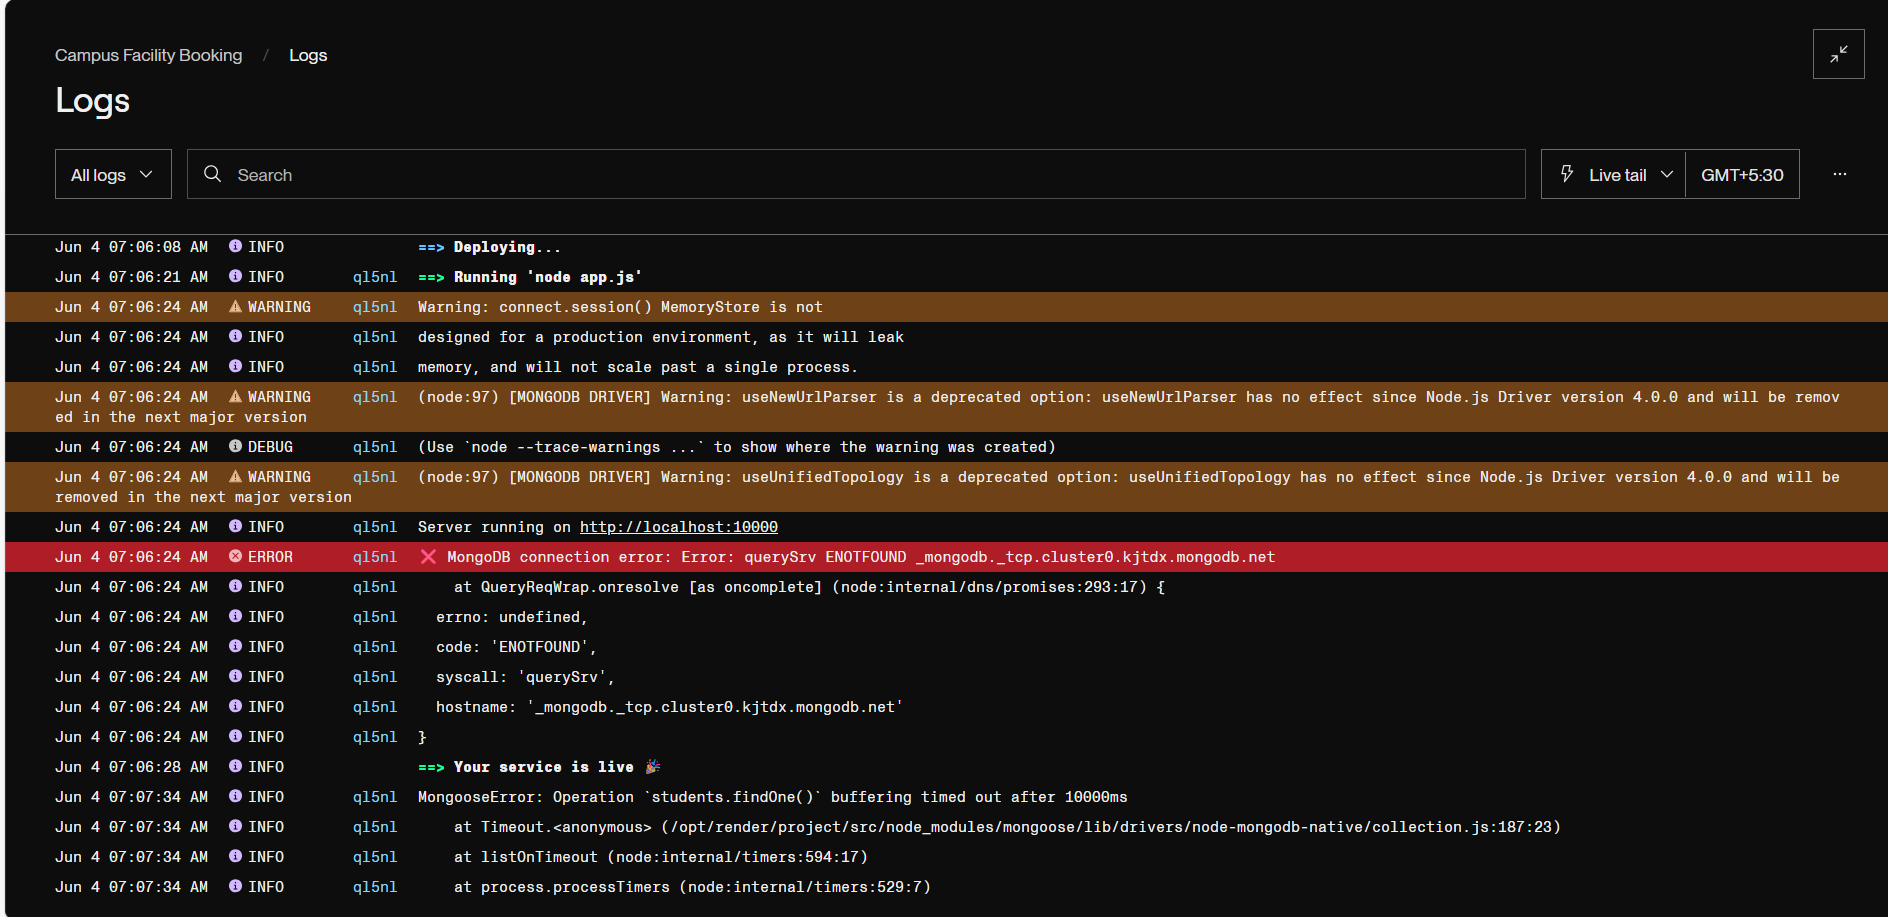 Campus Facility Booking / Logs
Logs
All logs Search Live tail GMT+5:30 ...
Jun 4 07:06:08 AM INFO ==> Deploying...
Jun 4 07:06:21 AM INFO ql5nl ==> Running 'node app.js'
Jun 4 07:06:24 AM WARNING ql5nl Warning: connect.session() MemoryStore is not
Jun 4 07:06:24 AM INFO ql5nl designed for a production environment, as it will leak
Jun 4 07:06:24 AM INFO ql5nl memory, and will not scale past a single process.
Jun 4 07:06:24 AM WARNING ql5nl (node:97) [MONGODB DRIVER] Warning: useNewUrlParser is a deprecated option: useNewUrlParser has no effect since Node.js Driver version 4.0.0 and will be remov
ed in the next major version
Jun 4 07:06:24 AM DEBUG ql5nl (Use `node --trace-warnings ...` to show where the warning was created)
Jun 4 07:06:24 AM WARNING ql5nl (node:97) [MONGODB DRIVER] Warning: useUnifiedTopology is a deprecated option: useUnifiedTopology has no effect since Node.js Driver version 4.0.0 and will be
removed in the next major version
Jun 4 07:06:24 AM INFO ql5nl Server running on http://localhost:10000
Jun 4 07:06:24 AM ERROR ql5nl ❌ MongoDB connection error: Error: querySrv ENOTFOUND _mongodb._tcp.cluster0.kjtdx.mongodb.net
Jun 4 07:06:24 AM INFO ql5nl at QueryReqWrap.onresolve [as oncomplete] (node:internal/dns/promises:293:17) {
Jun 4 07:06:24 AM INFO ql5nl errno: undefined,
Jun 4 07:06:24 AM INFO ql5nl code: 'ENOTFOUND',
Jun 4 07:06:24 AM INFO ql5nl syscall: 'querySrv',
Jun 4 07:06:24 AM INFO ql5nl hostname: '_mongodb._tcp.cluster0.kjtdx.mongodb.net'
Jun 4 07:06:24 AM INFO ql5nl }
Jun 4 07:06:28 AM INFO ==> Your service is live 🎉
Jun 4 07:07:34 AM INFO ql5nl MongooseError: Operation `students.findOne()` buffering timed out after 10000ms
Jun 4 07:07:34 AM INFO ql5nl at Timeout.<anonymous> (/opt/render/project/src/node_modules/mongoose/lib/drivers/node-mongodb-native/collection.js:187:23)
Jun 4 07:07:34 AM INFO ql5nl at listOnTimeout (node:internal/timers:594:17)
Jun 4 07:07:34 AM INFO ql5nl at process.processTimers (node:internal/timers:529:7)